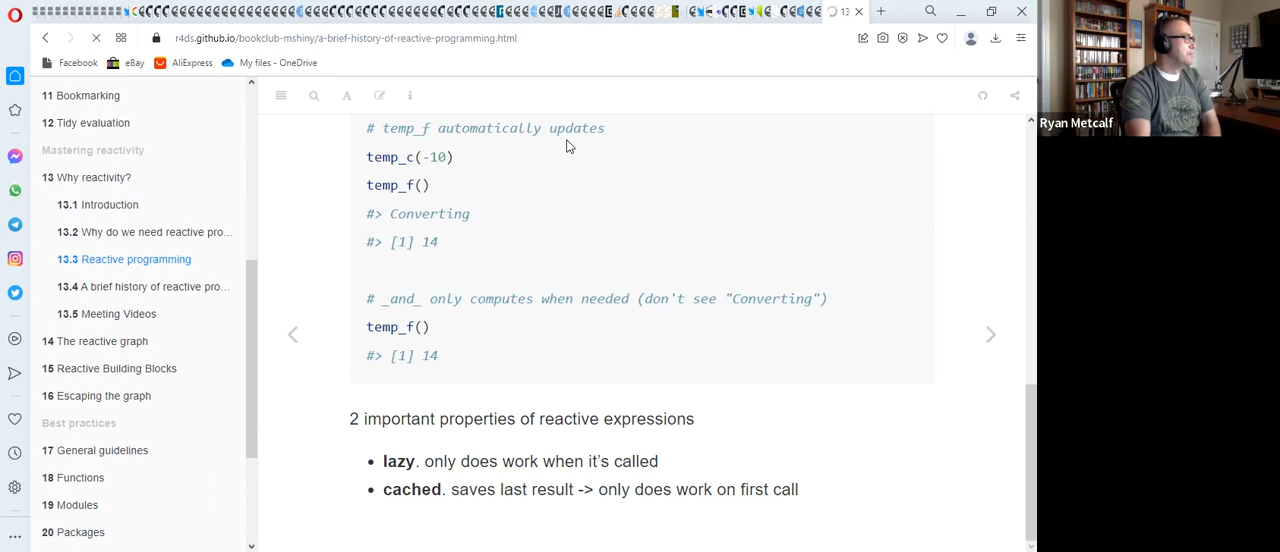 13
r4ds.github.io/bookclub-mshiny/a-brief-history-of-reactive-programming.html
Facebook
eBay
AliExpress
My files - OneDrive
11 Bookmarking
12 Tidy evaluation
Mastering reactivity
13 Why reactivity?
13.1 Introduction
13.2 Why do we need reactive pro...
13.3 Reactive programming
13.4 A brief history of reactive pro...
13.5 Meeting Videos
14 The reactive graph
15 Reactive Building Blocks
16 Escaping the graph
Best practices
17 General guidelines
18 Functions
19 Modules
20 Packages
# temp_f automatically updates
temp_c(-10)
temp_f()
#> Converting
#> [1] 14
# _and_ only computes when needed (don't see "Converting")
temp_f()
#> [1] 14
2 important properties of reactive expressions
• lazy. only does work when it's called
• cached. saves last result -> only does work on first call
Ryan Metcalf